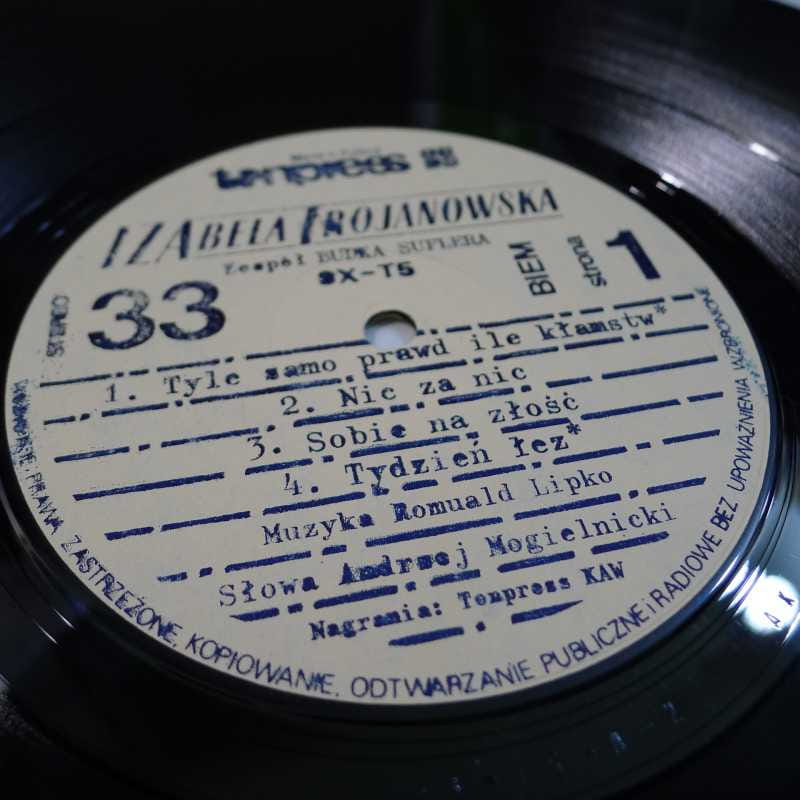 tonpress
IZABELA TROJANOWSKA
Zespół BUDKA SUFLERA
SX-T5
33
BIEM
strona 1
1. Tyle samo prawd ile kłamstw*
2. Nic za nic
3. Sobie na złość
4. Tydzień łez*
Muzyka Romuald Lipko
Słowa Andrzej Mogielnicki
Nagrania: Tonpress KAW
PRAWA ZASTRZEŻONE, KOPIOWANIE, ODTWARZANIE PUBLICZNE i RADIOWE BEZ UPOWAŻNIENIA WZBRONIONE